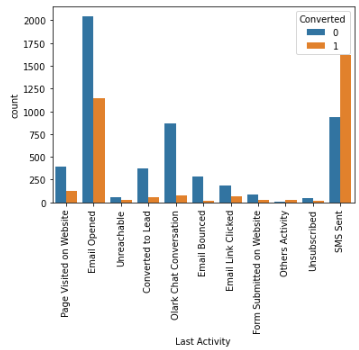 Converted
0
1
2000
1750
1500
1250
1000
750
500
250
0
count
Page Visited on Website
Email Opened
Unreachable
Converted to Lead
Olark Chat Conversation
Email Bounced
Email Link Clicked
Form Submitted on Website
Others Activity
Unsubscribed
SMS Sent
Last Activity